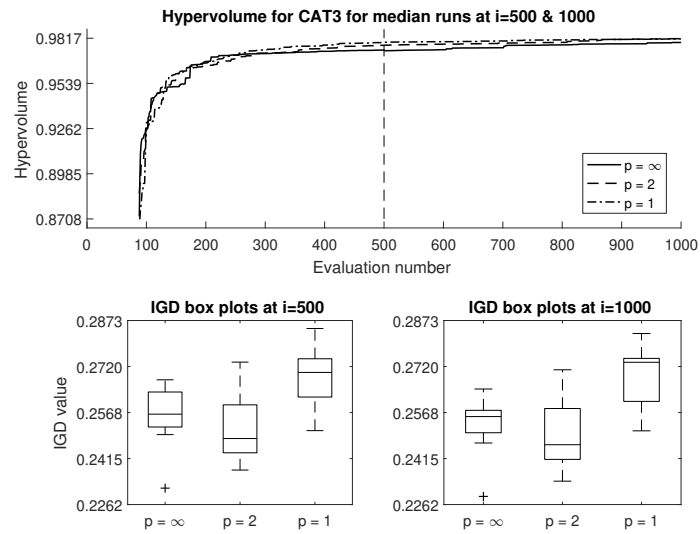 Hypervolume for CAT3 for median runs at i=500 & 1000
Hypervolume
0.9817
0.9539
0.9262
0.8985
0.8708
0 100 200 300 400 500 600 700 800 900 1000
Evaluation number
p = ∞
p = 2
p = 1
IGD box plots at i=500
IGD value
0.2873
0.2720
0.2568
0.2415
0.2262
p = ∞ p = 2 p = 1
IGD box plots at i=1000
0.2873
0.2720
0.2568
0.2415
0.2262
p = ∞ p = 2 p = 1